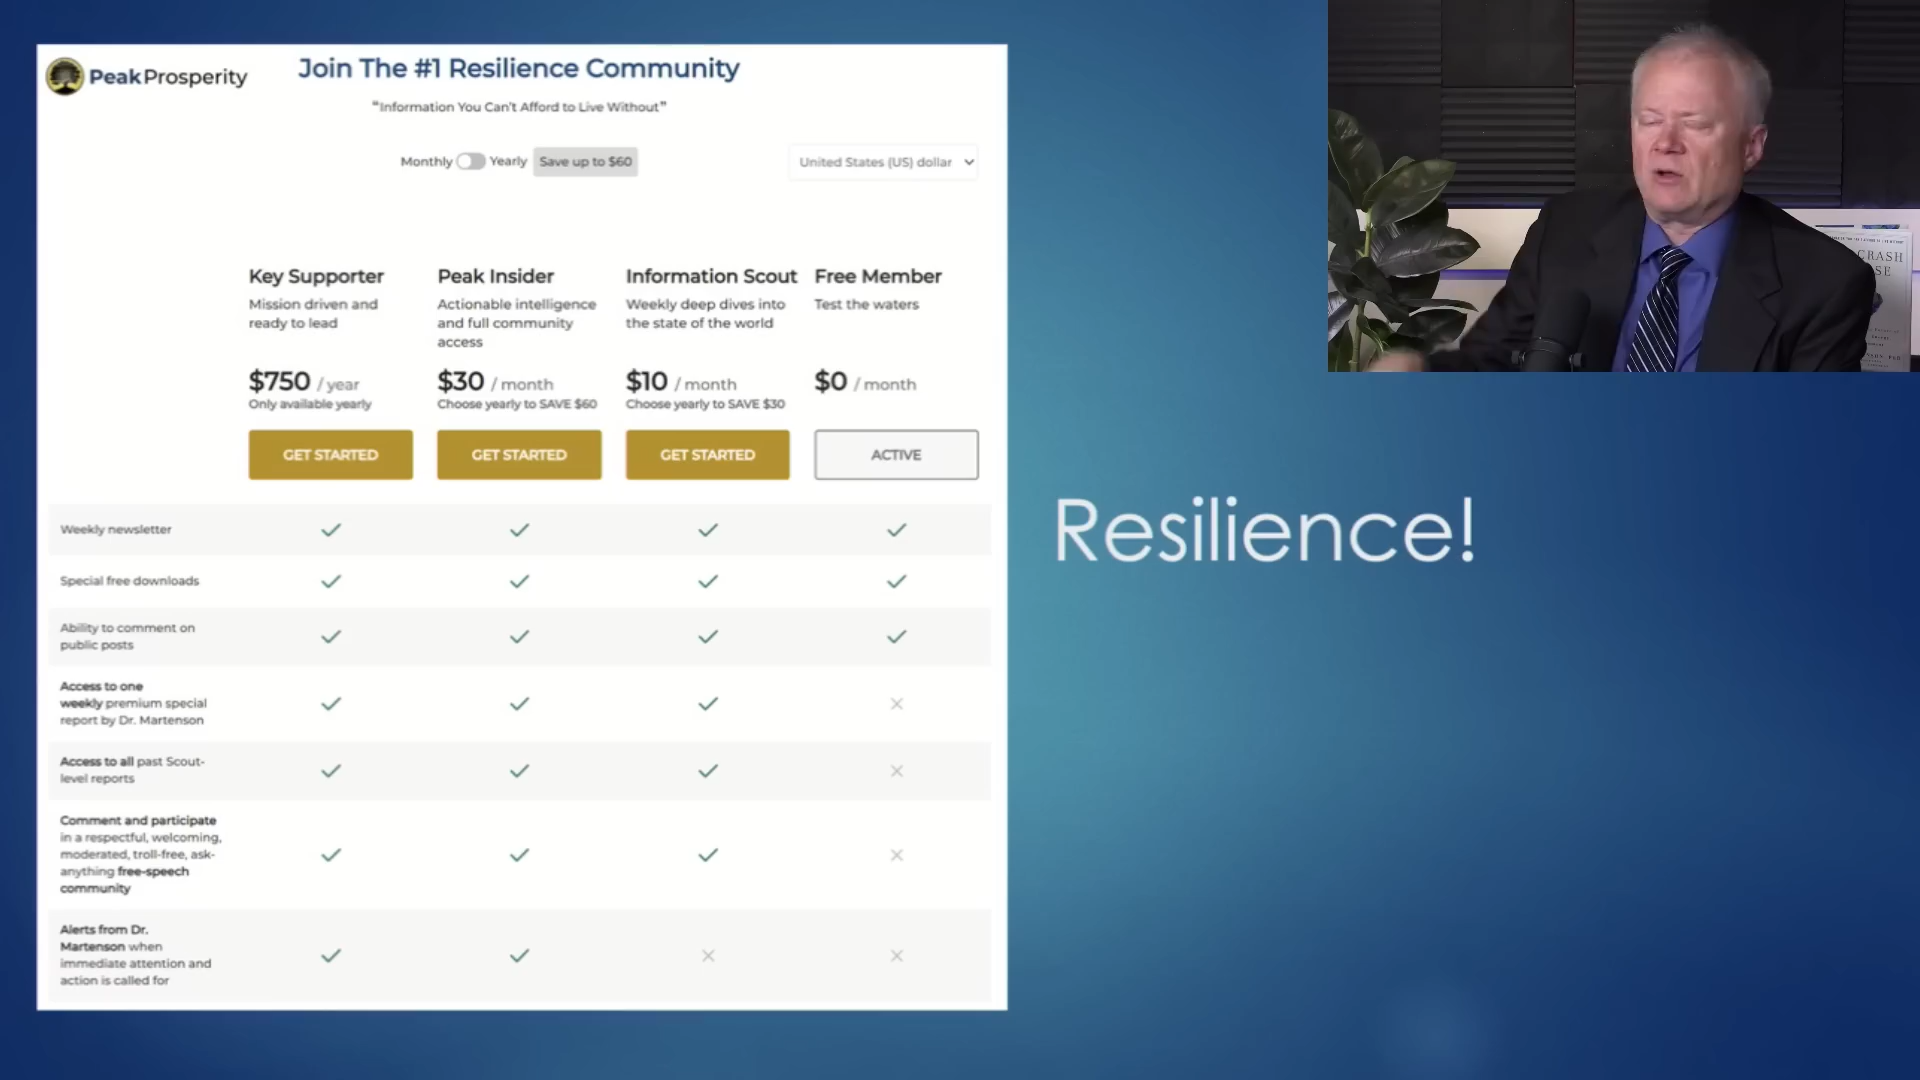 PeakProsperity
Join The #1 Resilience Community
"Information You Can't Afford to Live Without"
Monthly Yearly Save up to $60
United States (US) dollar
Key Supporter
Mission driven and
ready to lead
$750 / year
Only available yearly
GET STARTED
Peak Insider
Actionable intelligence
and full community
access
$30 / month
Choose yearly to SAVE $60
GET STARTED
Information Scout
Weekly deep dives into
the state of the world
$10 / month
Choose yearly to SAVE $30
GET STARTED
Free Member
Test the waters
$0 / month
ACTIVE
Weekly newsletter
Special free downloads
Ability to comment on
public posts
Access to one
weekly premium special
report by Dr. Martenson
Access to all past Scout-
level reports
Comment and participate
in a respectful, welcoming,
moderated, troll-free, ask-
anything free-speech
community
Alerts from Dr.
Martenson when
immediate attention and
action is called for
Resilience!
CRASH